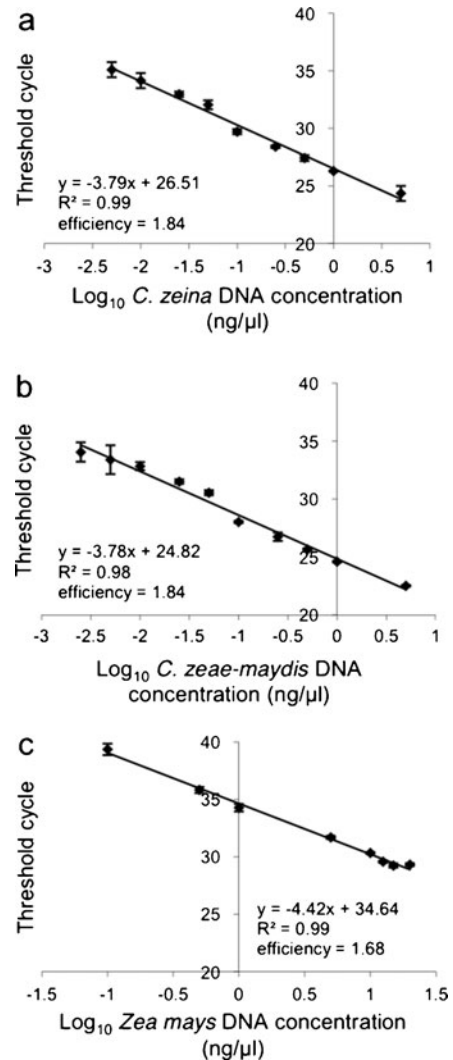 a
40
35
30
25
20
Threshold cycle
y = -3.79x + 26.51
R² = 0.99
efficiency = 1.84
-3 -2.5 -2 -1.5 -1 -0.5 0 0.5 1
Log₁₀ C. zeina DNA concentration
(ng/µl)
b
40
35
30
25
20
Threshold cycle
y = -3.78x + 24.82
R² = 0.98
efficiency = 1.84
-3 -2.5 -2 -1.5 -1 -0.5 0 0.5 1
Log₁₀ C. zeae-maydis DNA
concentration (ng/µl)
c
40
35
30
25
20
Threshold cycle
y = -4.42x + 34.64
R² = 0.99
efficiency = 1.68
-1.5 -1 -0.5 0 0.5 1 1.5
Log₁₀ Zea mays DNA concentration
(ng/µl)